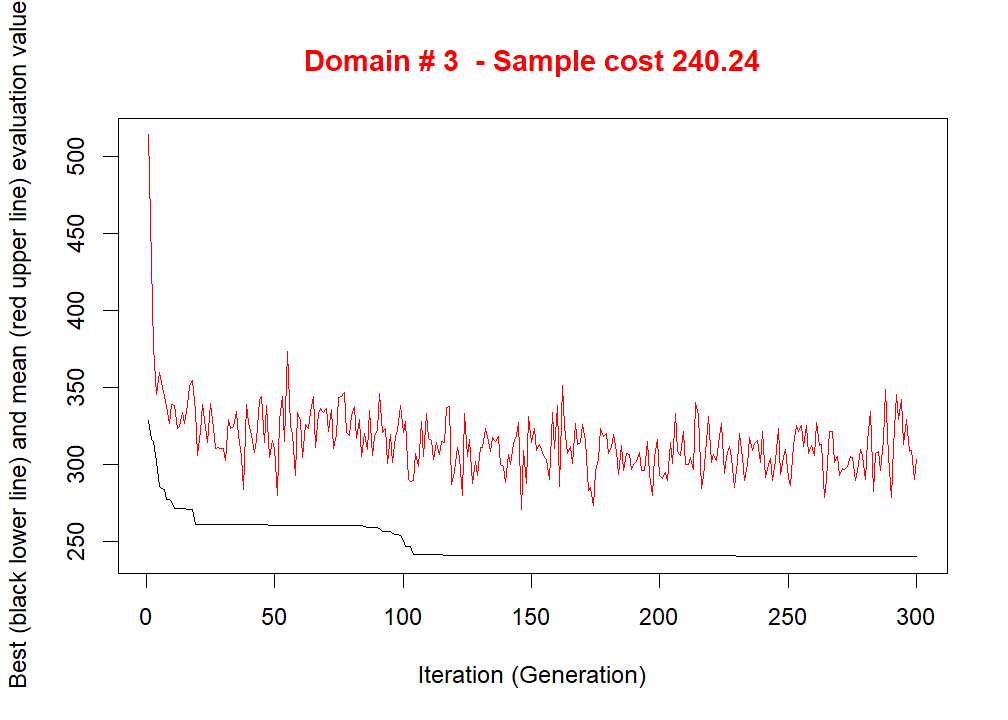 Domain # 3 - Sample cost 240.24
Best (black lower line) and mean (red upper line) evaluation value
500
450
400
350
300
250
0 50 100 150 200 250 300
Iteration (Generation)